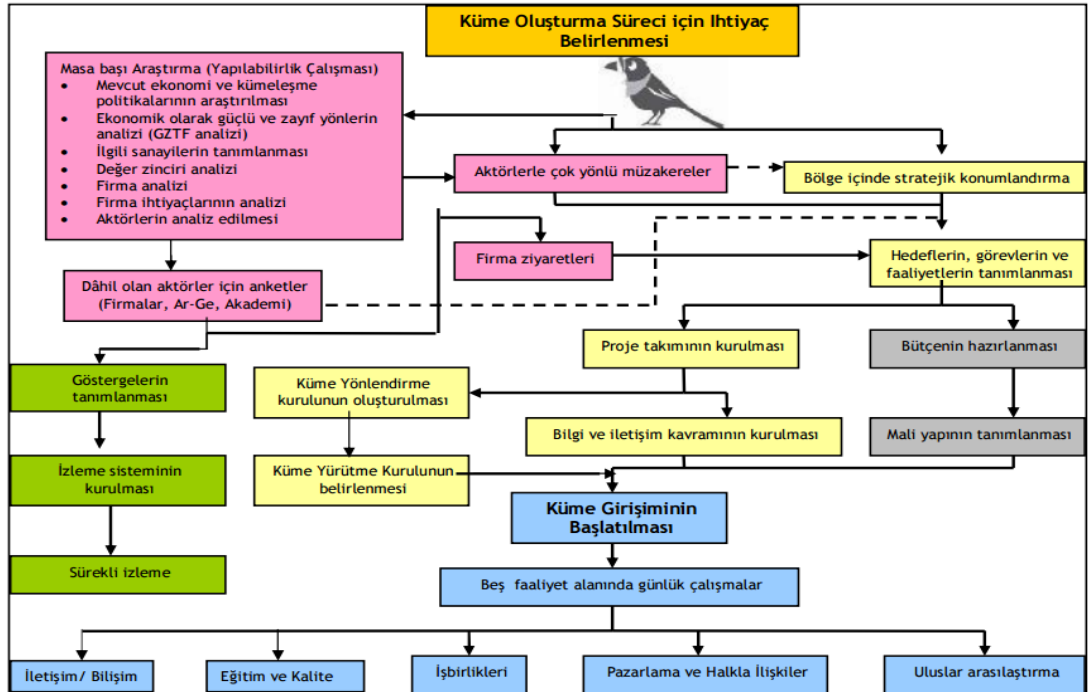 Küme Oluşturma Süreci için Ihtiyaç
Belirlenmesi
Masa başı Araştırma (Yapılabilirlik Çalışması)
• Mevcut ekonomi ve kümeleşme
politikalarının araştırılması
• Ekonomik olarak güçlü ve zayıf yönlerin
analizi (GZTF analizi)
• İlgili sanayilerin tanımlanması
• Değer zinciri analizi
• Firma analizi
• Firma ihtiyaçlarının analizi
• Aktörlerin analiz edilmesi
Aktörlerle çok yönlü müzakereler
Bölge içinde stratejik konumlandırma
Firma ziyaretleri
Hedeflerin, görevlerin ve
faaliyetlerin tanımlanması
Dâhil olan aktörler için anketler
(Firmalar, Ar-Ge, Akademi)
Proje takımının kurulması
Bütçenin hazırlanması
Göstergelerin
tanımlanması
Küme Yönlendirme
kurulunun oluşturulması
Bilgi ve iletişim kavramının kurulması
Mali yapının tanımlanması
İzleme sisteminin
kurulması
Küme Yürütme Kurulunun
belirlenmesi
Küme Girişiminin
Başlatılması
Sürekli izleme
Beş faaliyet alanında günlük çalışmalar
İletişim/ Bilişim
Eğitim ve Kalite
İşbirlikleri
Pazarlama ve Halkla İlişkiler
Uluslar arasılaştırma